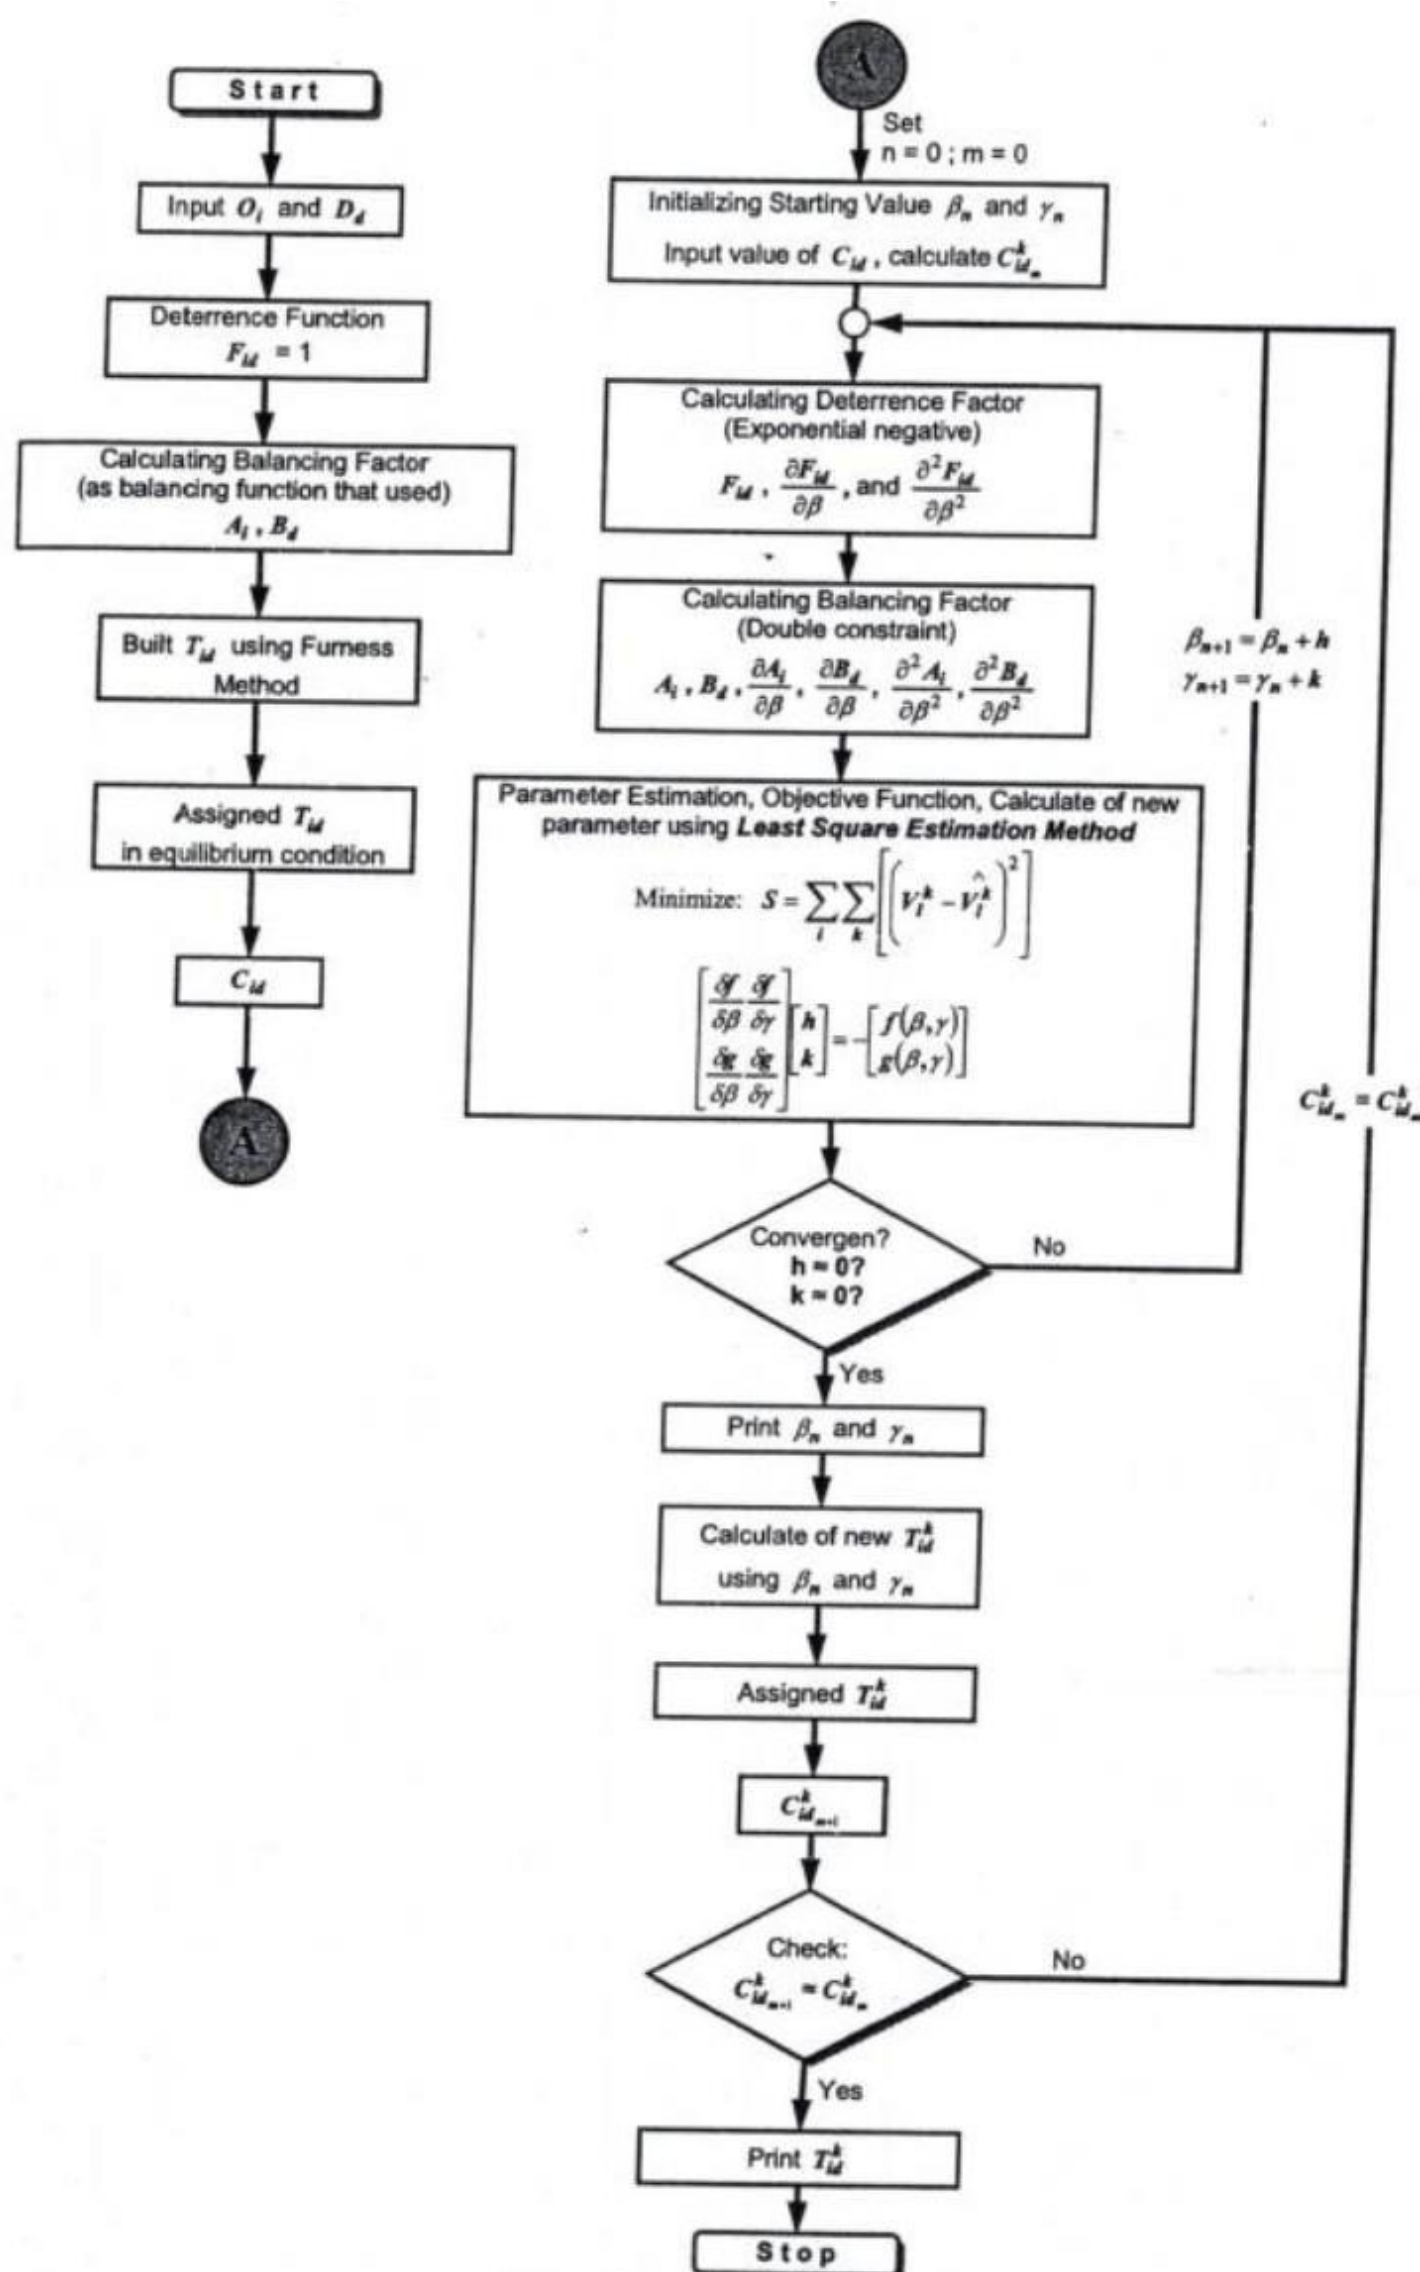 Start
Input O_i and D_d
Deterrence Function
F_id = 1
Calculating Balancing Factor
(as balancing function that used)
A_i , B_d
Built T_id using Furness
Method
Assigned T_id
in equilibrium condition
C_id
A
A
Set
n = 0 ; m = 0
Initializing Starting Value β_n and γ_n
Input value of C_id , calculate C^k_id_m
Calculating Deterrence Factor
(Exponential negative)
F_id , ∂F_id/∂β , and ∂²F_id/∂β²
Calculating Balancing Factor
(Double constraint)
A_i , B_d , ∂A_i/∂β , ∂B_d/∂β , ∂²A_i/∂β² , ∂²B_d/∂β²
β_n+1 = β_n + h
γ_n+1 = γ_n + k
Parameter Estimation, Objective Function, Calculate of new
parameter using Least Square Estimation Method
Minimize: S = Σ_l Σ_k [(V_l^k − V̂_l^k)²]
[δf/δβ δf/δγ
δg/δβ δg/δγ] [h
k] = −[f(β,γ)
g(β,γ)]
C^k_id_m = C^k_id
Convergen?
h ≈ 0?
k ≈ 0?
No
Yes
Print β_n and γ_n
Calculate of new T^k_id
using β_n and γ_n
Assigned T^k_id
C^k_id_m+1
Check:
C^k_id_m+1 ≈ C^k_id_m
No
Yes
Print T^k_id
Stop